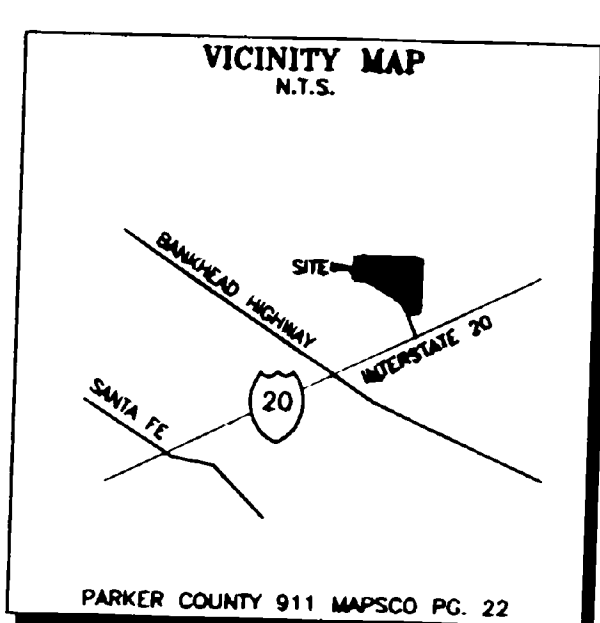 VICINITY MAP
N.T.S.
BANKHEAD HIGHWAY
SITE
INTERSTATE 20
20
SANTA FE
PARKER COUNTY 911 MAPSCO PG. 22